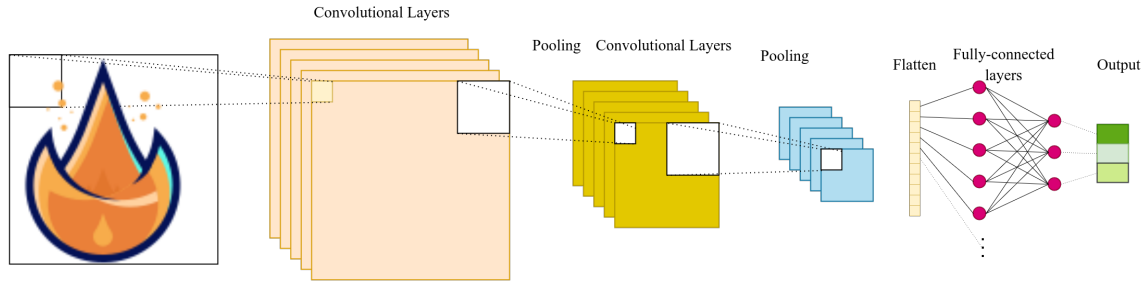 Convolutional Layers
Pooling
Convolutional Layers
Pooling
Flatten
Fully-connected
layers
Output